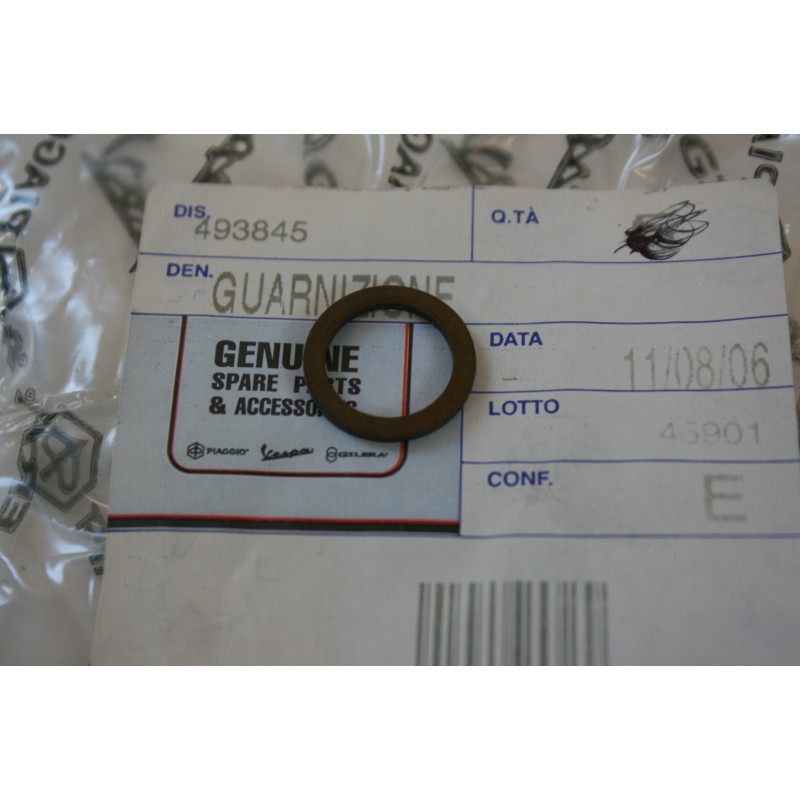 DIS. 493845
Q.TÀ
DEN. GUARNIZIONE
GENUINE
SPARE PARTS
& ACCESSORIES
PIAGGIO Vespa GILERA
DATA 11/08/06
LOTTO 45901
CONF. E